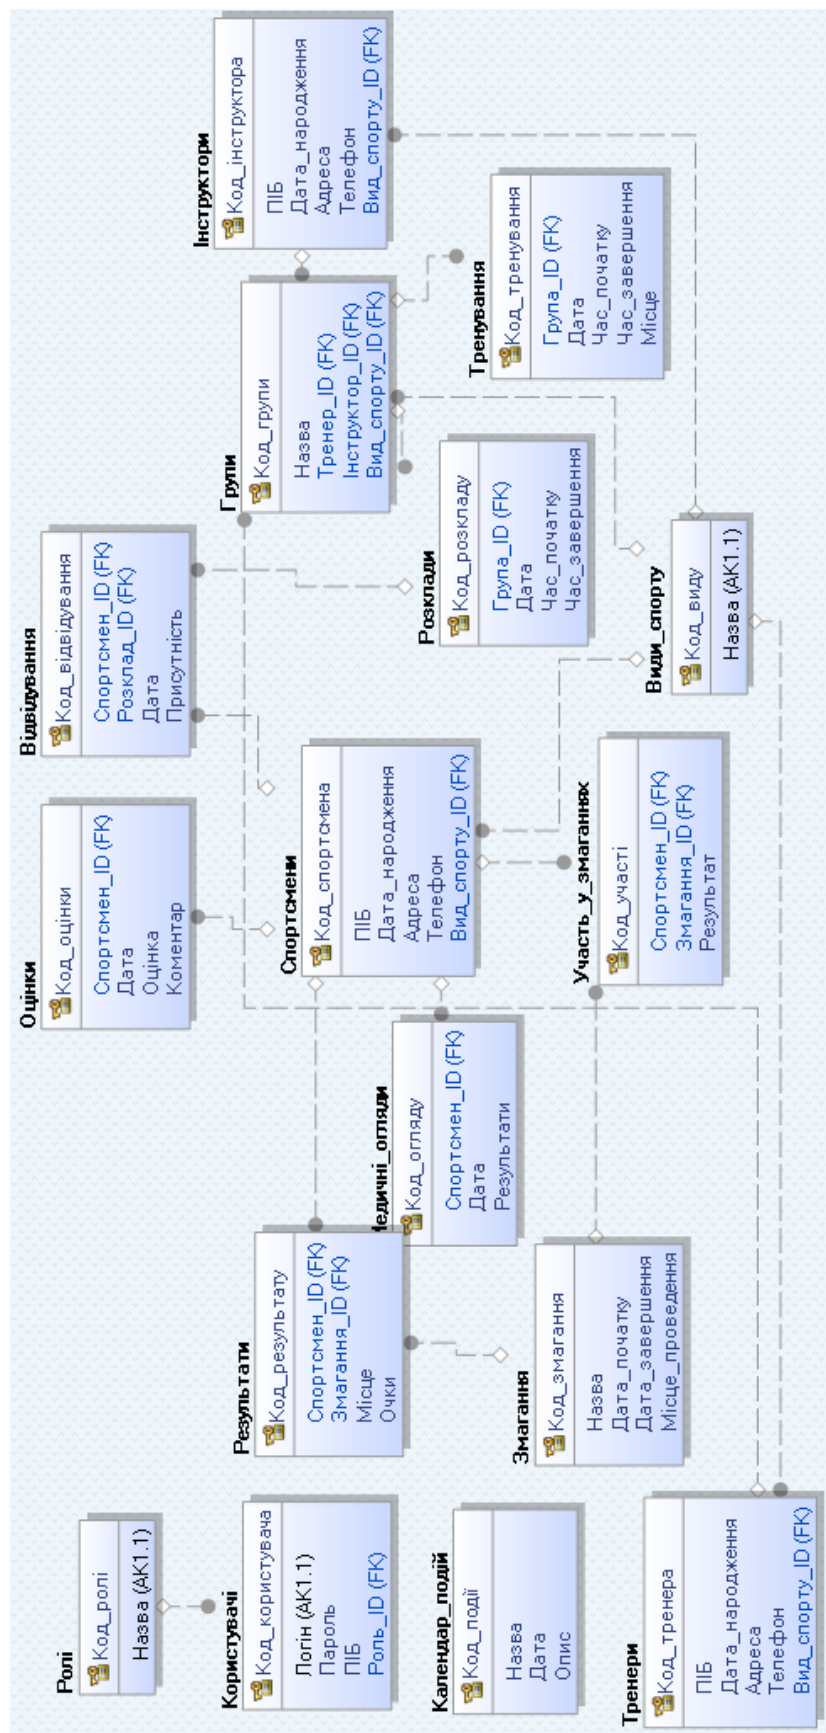 Ролі
Код_ролі
Назва (AK1.1)
Користувачі
Код_користувача
Логін (AK1.1)
Пароль
ПІБ
Роль_ID (FK)
Календар_подій
Код_події
Назва
Дата
Опис
Тренери
Код_тренера
ПІБ
Дата_народження
Адреса
Телефон
Вид_спорту_ID (FK)
Результати
Код_результату
Спортсмен_ID (FK)
Змагання_ID (FK)
Місце
Очки
едичні_огляди
Код_огляду
Спортсмен_ID (FK)
Дата
Результати
Змагання
Код_змагання
Назва
Дата_початку
Дата_завершення
Місце_проведення
Оцінки
Код_оцінки
Спортсмен_ID (FK)
Дата
Оцінка
Коментар
Спортсмени
Код_спортсмена
ПІБ
Дата_народження
Адреса
Телефон
Вид_спорту_ID (FK)
Участь_у_змаганнях
Код_участі
Спортсмен_ID (FK)
Змагання_ID (FK)
Результат
Відвідування
Код_відвідування
Спортсмен_ID (FK)
Розклад_ID (FK)
Дата
Присутність
Розклади
Код_розкладу
Група_ID (FK)
Дата
Час_початку
Час_завершення
Види_спорту
Код_виду
Назва (AK1.1)
Групи
Код_групи
Назва
Тренер_ID (FK)
Інструктор_ID (FK)
Вид_спорту_ID (FK)
Тренування
Код_тренування
Група_ID (FK)
Дата
Час_початку
Час_завершення
Місце
Інструктори
Код_інструктора
ПІБ
Дата_народження
Адреса
Телефон
Вид_спорту_ID (FK)